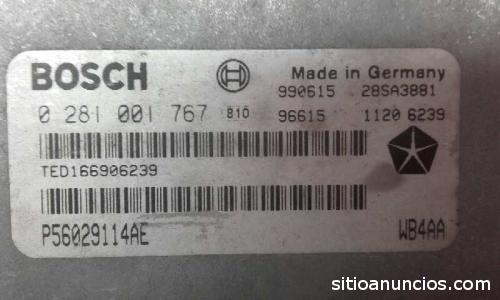 BOSCH
Made in Germany
990615 28SA3881
0 281 001 767 810 96615 1120 6239
TED166906239
P56029114AE WB4AA
sitioanuncios.com